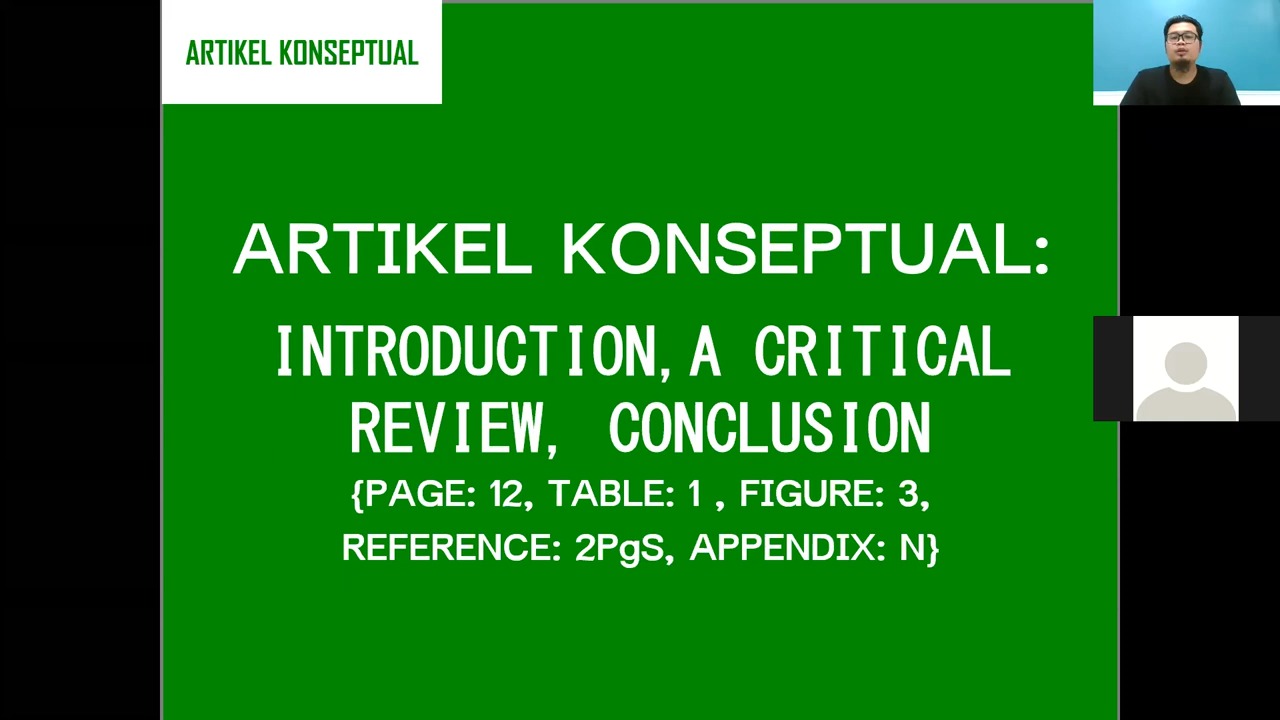 ARTIKEL KONSEPTUAL
ARTIKEL KONSEPTUAL:
INTRODUCTION, A CRITICAL
REVIEW, CONCLUSION
{PAGE: 12, TABLE: 1 , FIGURE: 3,
REFERENCE: 2PgS, APPENDIX: N}